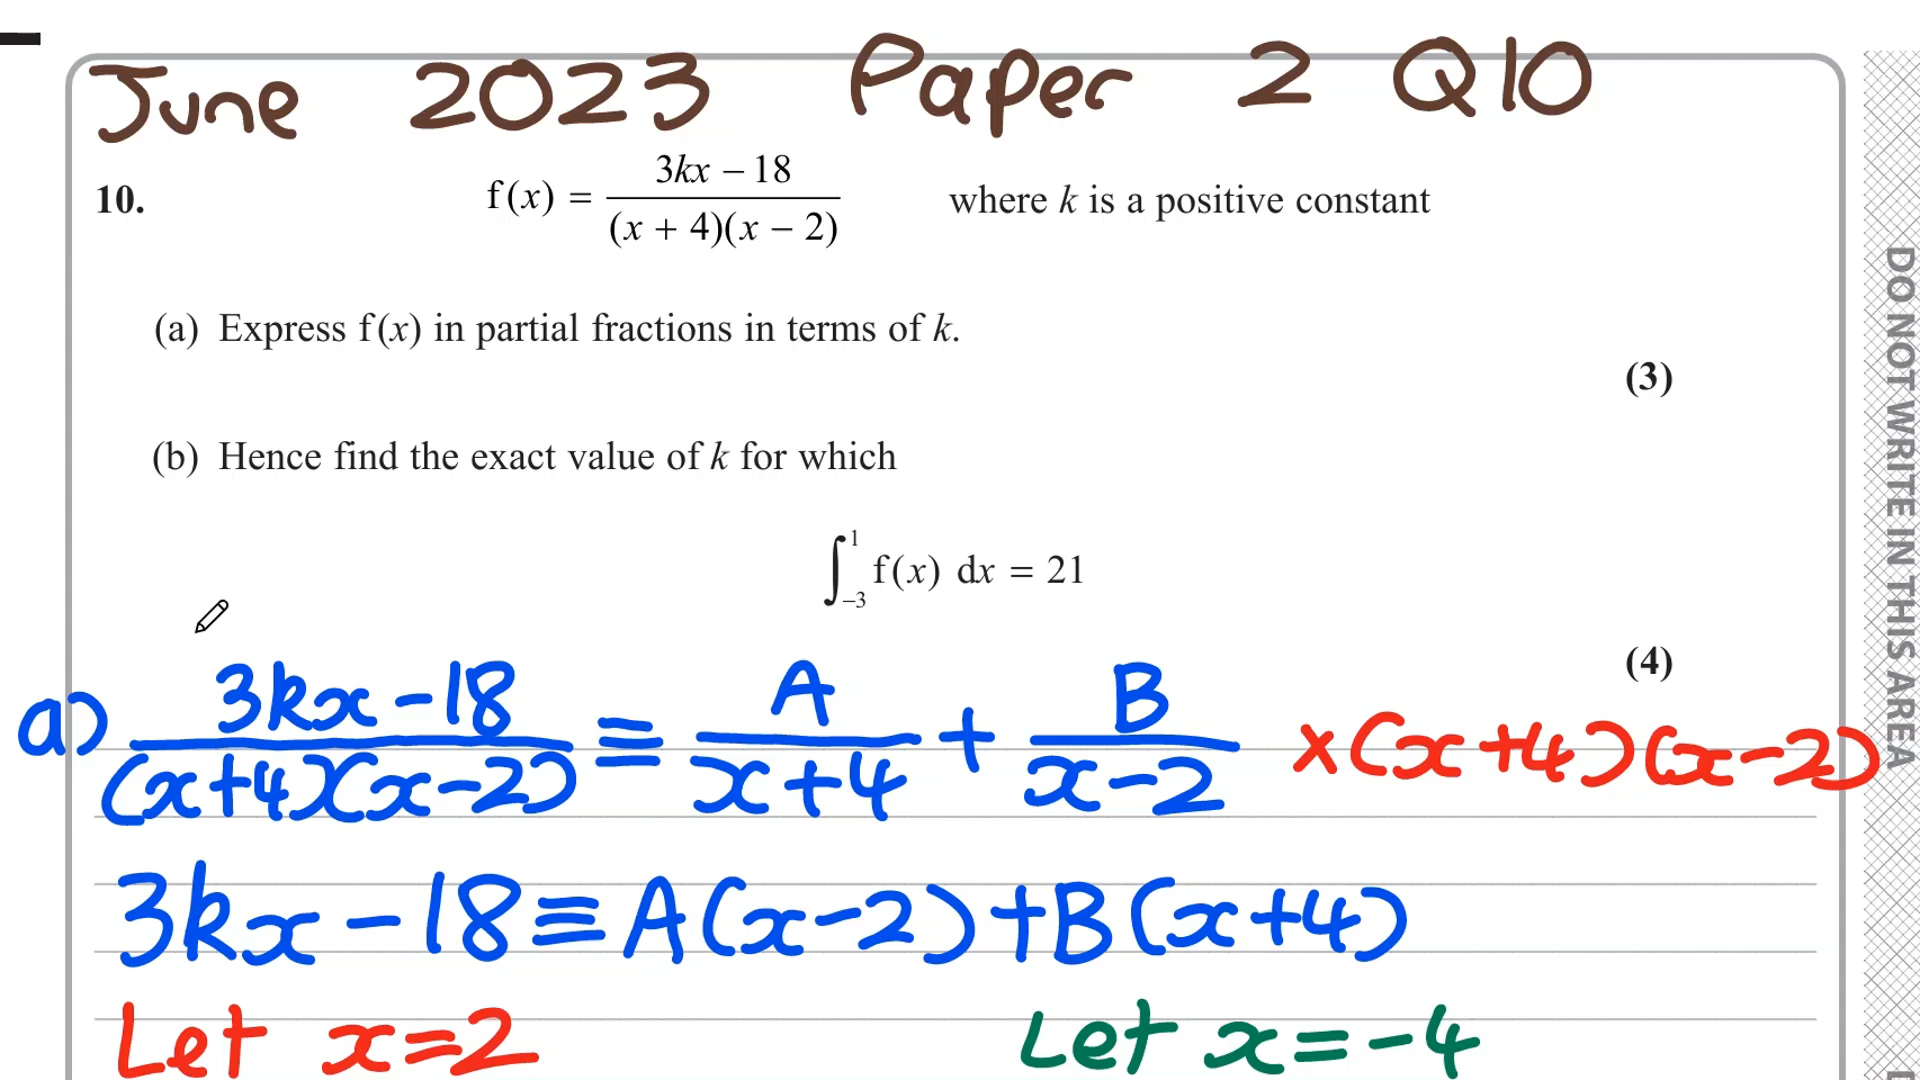 June 2023 Paper 2 Q10
10. f(x) = (3kx − 18)/((x + 4)(x − 2)) where k is a positive constant
(a) Express f(x) in partial fractions in terms of k.
(3)
(b) Hence find the exact value of k for which
∫₋₃¹ f(x) dx = 21
(4)
a) (3kx − 18)/((x+4)(x−2)) ≡ A/(x+4) + B/(x−2) ×(x+4)(x−2)
3kx − 18 ≡ A(x−2) + B(x+4)
Let x=2 Let x=−4
DO NOT WRITE IN THIS AREA